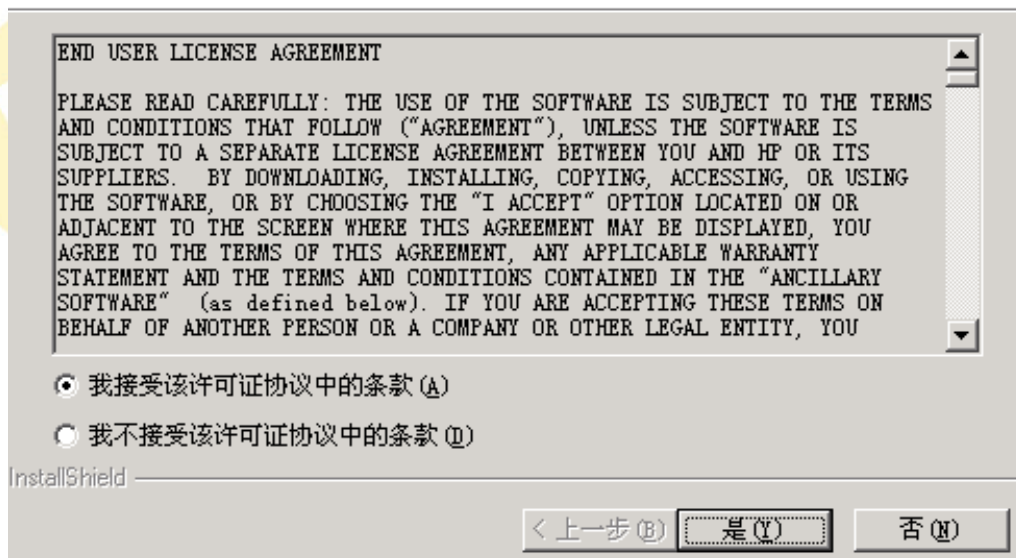 END USER LICENSE AGREEMENT
PLEASE READ CAREFULLY: THE USE OF THE SOFTWARE IS SUBJECT TO THE TERMS
AND CONDITIONS THAT FOLLOW ("AGREEMENT"), UNLESS THE SOFTWARE IS
SUBJECT TO A SEPARATE LICENSE AGREEMENT BETWEEN YOU AND HP OR ITS
SUPPLIERS.  BY DOWNLOADING, INSTALLING, COPYING, ACCESSING, OR USING
THE SOFTWARE, OR BY CHOOSING THE "I ACCEPT" OPTION LOCATED ON OR
ADJACENT TO THE SCREEN WHERE THIS AGREEMENT MAY BE DISPLAYED, YOU
AGREE TO THE TERMS OF THIS AGREEMENT, ANY APPLICABLE WARRANTY
STATEMENT AND THE TERMS AND CONDITIONS CONTAINED IN THE "ANCILLARY
SOFTWARE"  (as defined below). IF YOU ARE ACCEPTING THESE TERMS ON
BEHALF OF ANOTHER PERSON OR A COMPANY OR OTHER LEGAL ENTITY, YOU
我接受该许可证协议中的条款(A)
我不接受该许可证协议中的条款(D)
InstallShield
< 上一步(B) 是(Y) 否(N)